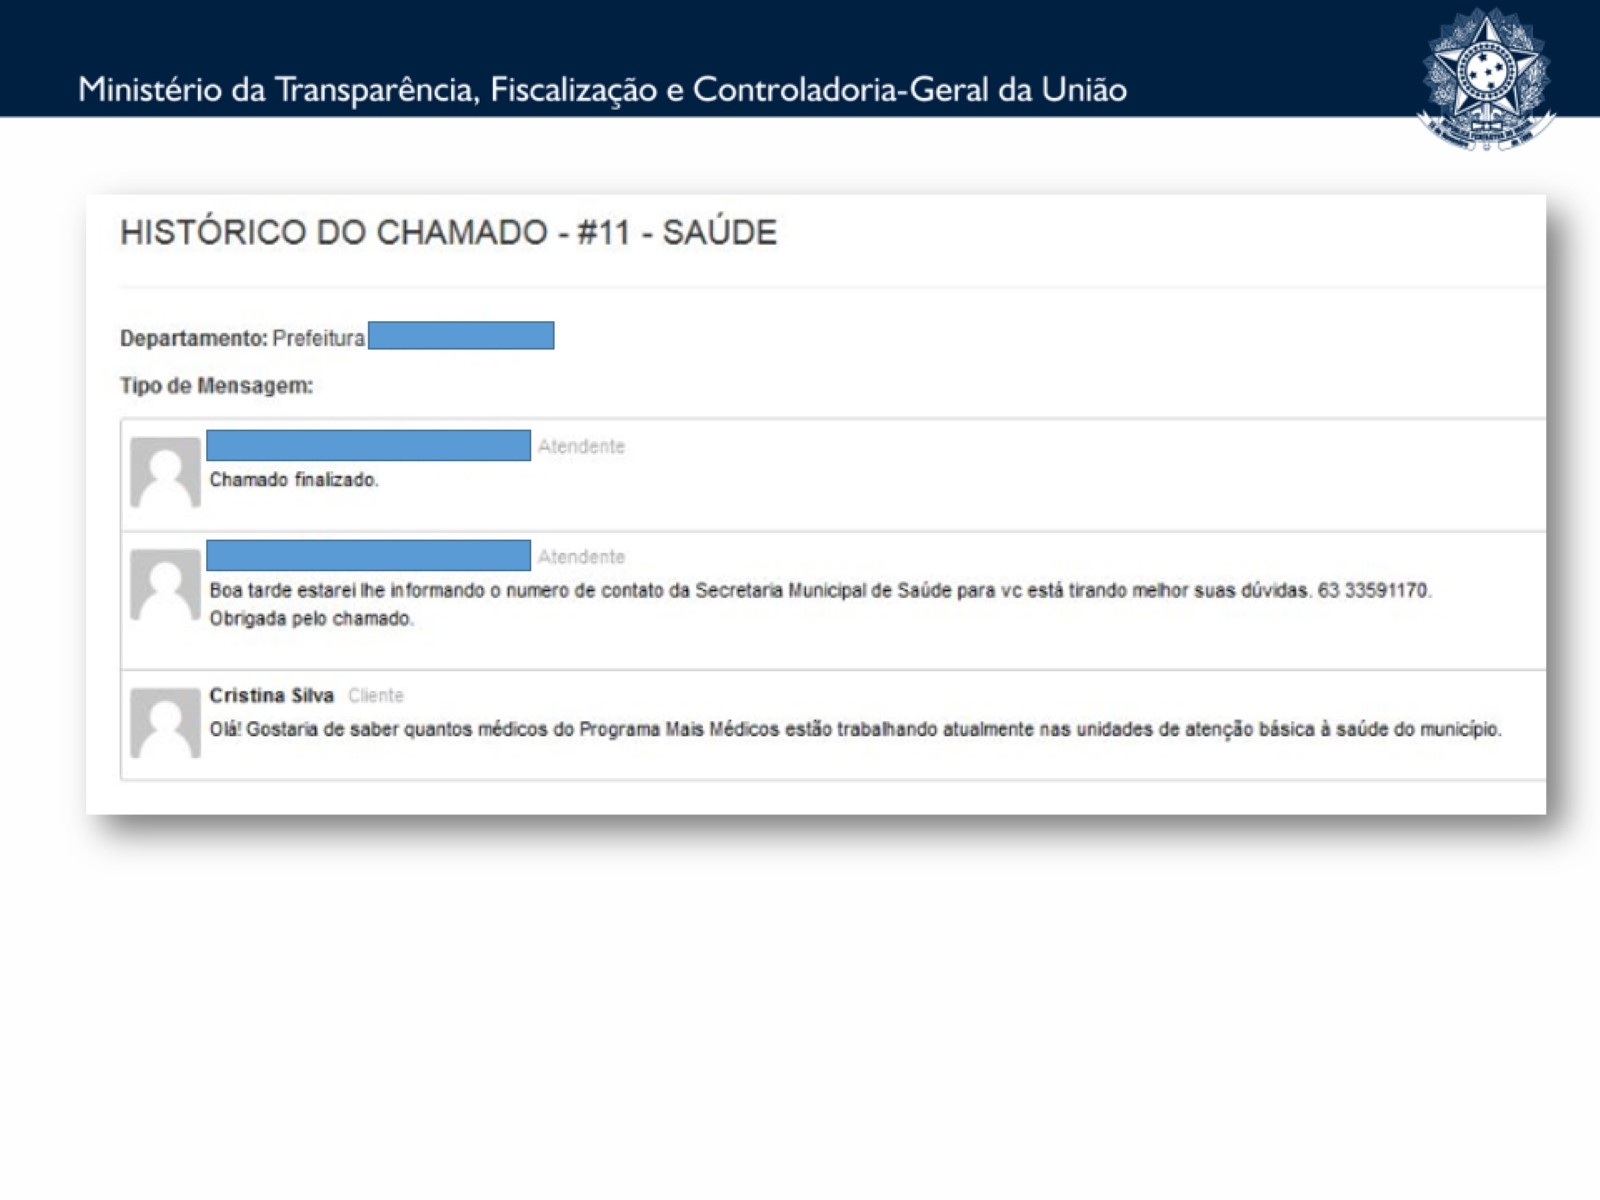 Ministério da Transparência, Fiscalização e Controladoria-Geral da União
HISTÓRICO DO CHAMADO - #11 - SAÚDE
Departamento: Prefeitura
Tipo de Mensagem:
Atendente
Chamado finalizado.
Atendente
Boa tarde estarei lhe informando o numero de contato da Secretaria Municipal de Saúde para vc está tirando melhor suas dúvidas. 63 33591170.
Obrigada pelo chamado.
Cristina Silva Cliente
Olá! Gostaria de saber quantos médicos do Programa Mais Médicos estão trabalhando atualmente nas unidades de atenção básica à saúde do município.